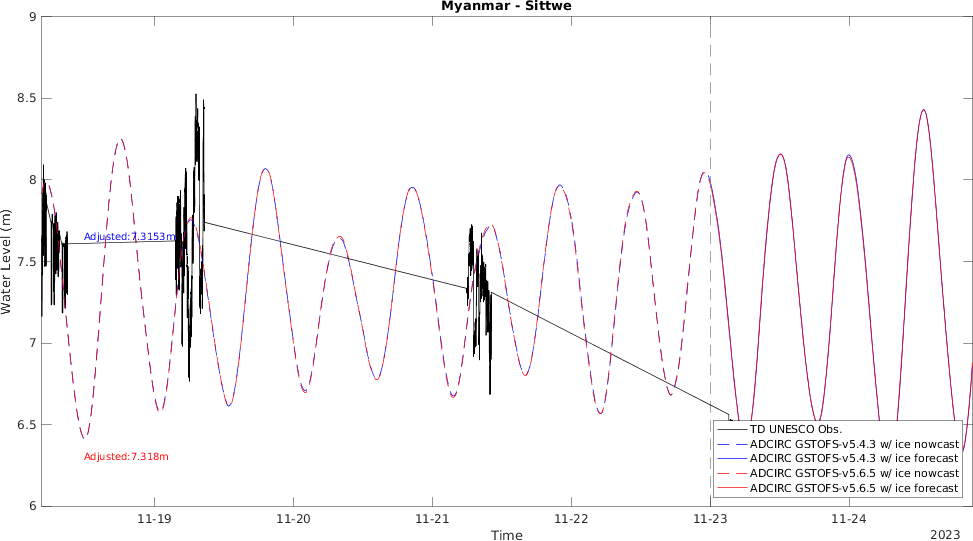 Myanmar - Sittwe
9
8.5
8
7.5
7
6.5
6
Water Level (m)
Adjusted:7.3153m
Adjusted:7.318m
TD UNESCO Obs.
ADCIRC GSTOFS-v5.4.3 w/ ice nowcast
ADCIRC GSTOFS-v5.4.3 w/ ice forecast
ADCIRC GSTOFS-v5.6.5 w/ ice nowcast
ADCIRC GSTOFS-v5.6.5 w/ ice forecast
11-19 11-20 11-21 11-22 11-23 11-24
Time
2023